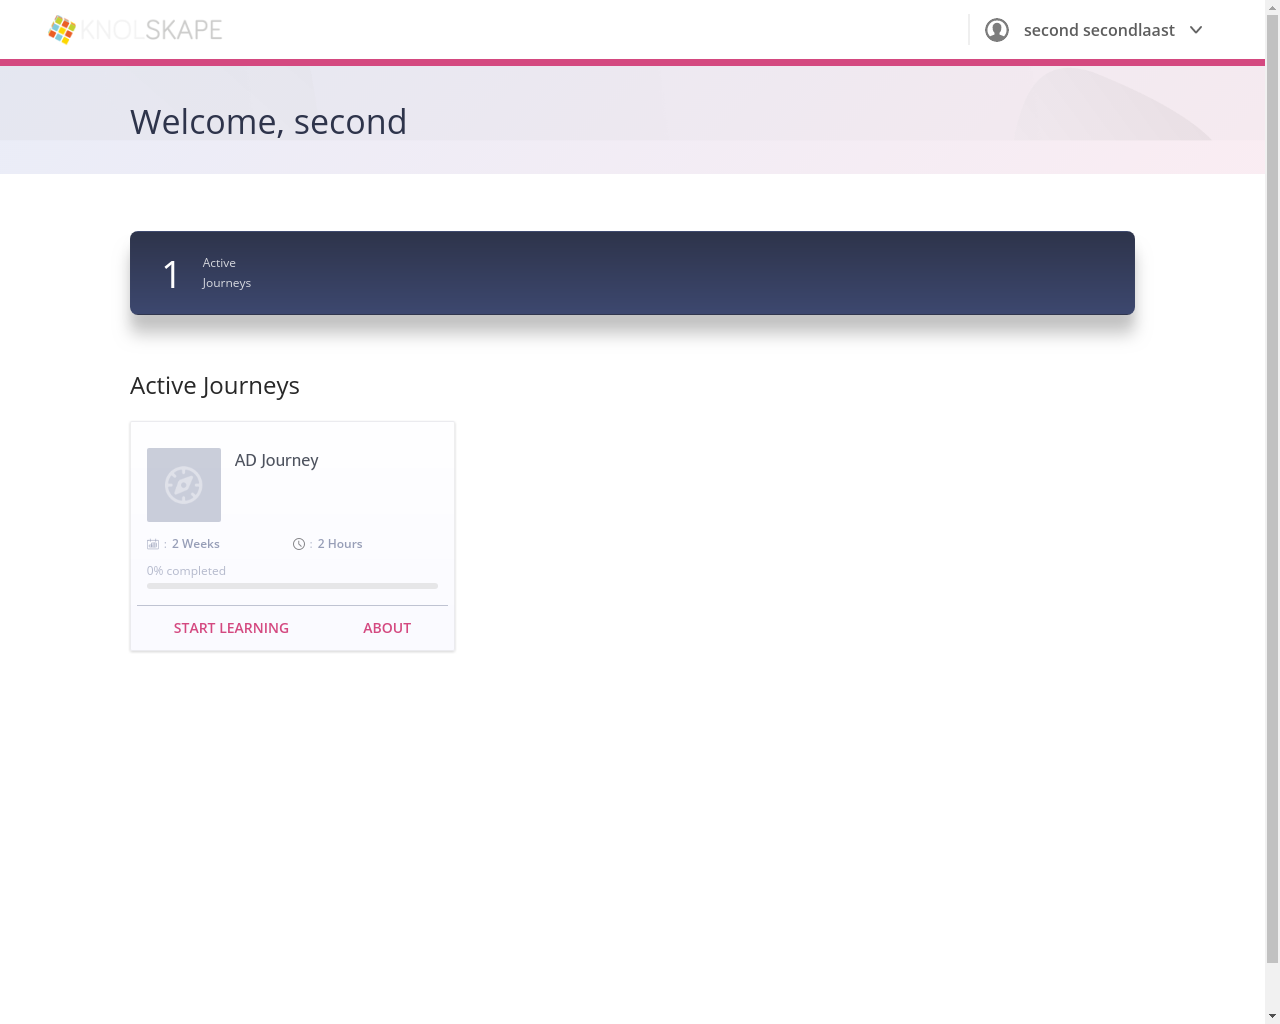 KNOLSKAPE
second secondlaast
Welcome, second
1
Active
Journeys
Active Journeys
AD Journey
: 2 Weeks
: 2 Hours
0% completed
START LEARNING
ABOUT